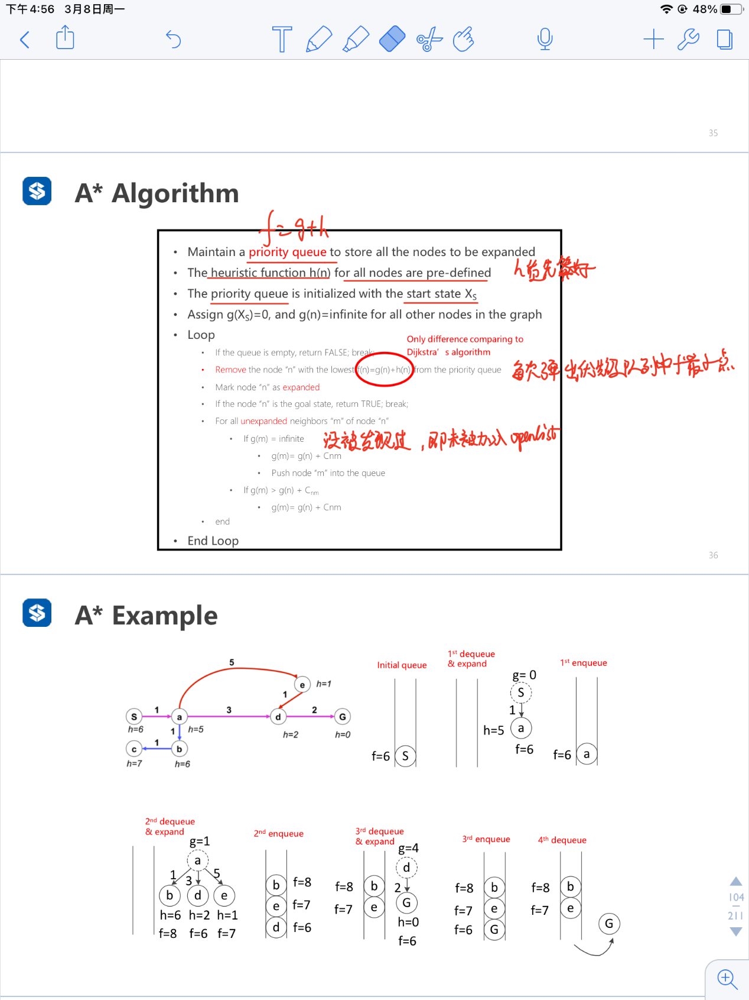 下午4:56 3月8日周一
48%
35
A* Algorithm
f=g+h
• Maintain a priority queue to store all the nodes to be expanded
• The heuristic function h(n) for all nodes are pre-defined
h首先算好
• The priority queue is initialized with the start state XS
• Assign g(XS)=0, and g(n)=infinite for all other nodes in the graph
• Loop
Only difference comparing to
Dijkstra's algorithm
• If the queue is empty, return FALSE; break;
• Remove the node “n” with the lowest f(n)=g(n)+h(n) from the priority queue
每次弹出优先级队列中f最小点
• Mark node “n” as expanded
• If the node “n” is the goal state, return TRUE; break;
• For all unexpanded neighbors “m” of node “n”
• If g(m) = infinite
没被发现过，即未被加入openlist
• g(m)= g(n) + Cnm
• Push node “m” into the queue
• If g(m) > g(n) + Cnm
• g(m)= g(n) + Cnm
• end
• End Loop
36
A* Example
5
e h=1
1
S 1 a 3 d 2 G
h=6 h=5 h=2 h=0
1
c 1 b
h=7 h=6
Initial queue
f=6 S
1st dequeue
& expand
g= 0
S
1
h=5 a
f=6
1st enqueue
f=6 a
2nd dequeue
& expand
g=1
a
1 3 5
b d e
h=6 h=2 h=1
f=8 f=6 f=7
2nd enqueue
b f=8
e f=7
d f=6
3rd dequeue
& expand
g=4
d
f=8 b 2
f=7 e G
h=0
f=6
3rd enqueue
f=8 b
f=7 e
f=6 G
4th dequeue
f=8 b
f=7 e
G
104
211